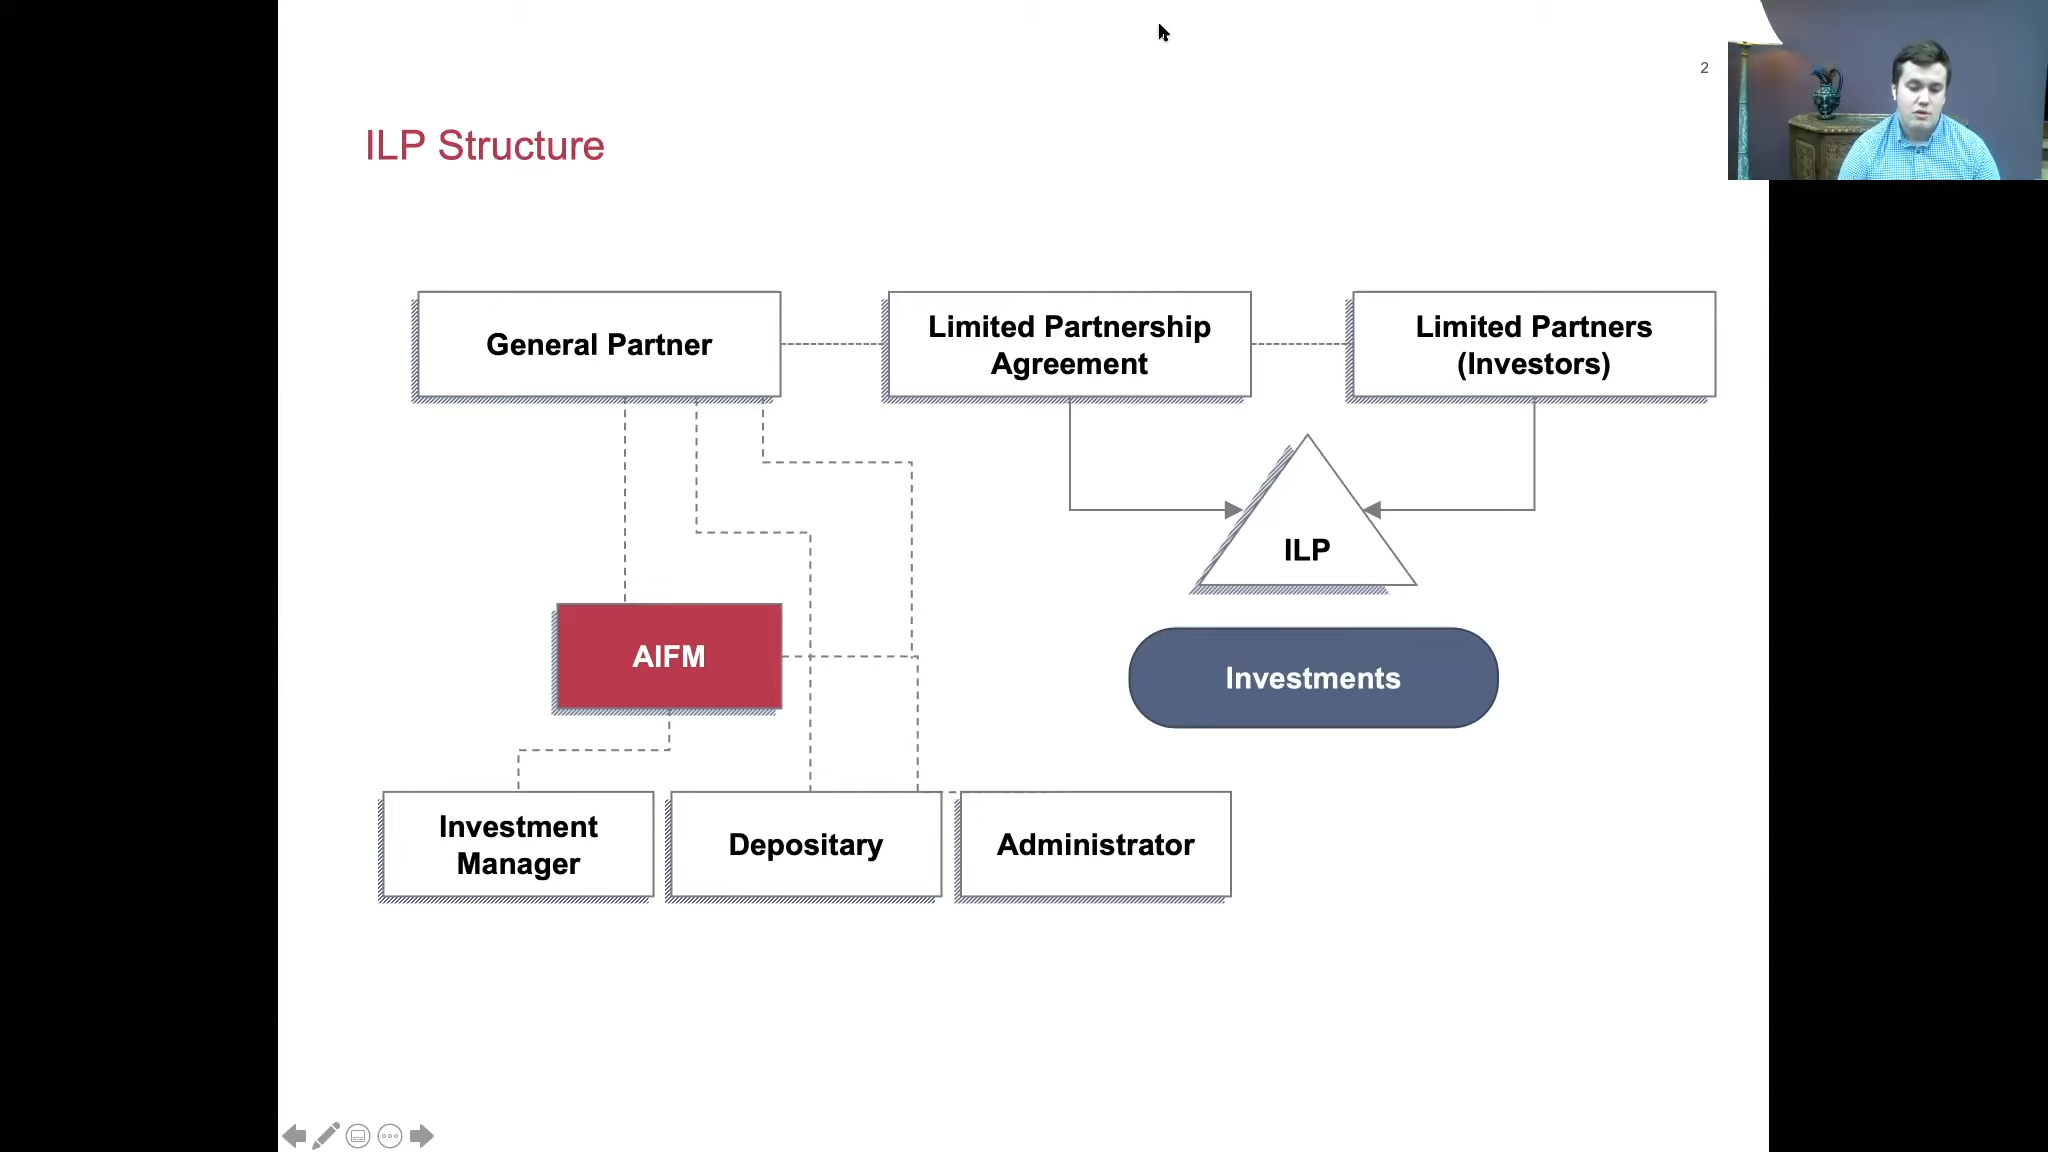 2
ILP Structure
General Partner
Limited Partnership
Agreement
Limited Partners
(Investors)
ILP
AIFM
Investments
Investment
Manager
Depositary
Administrator